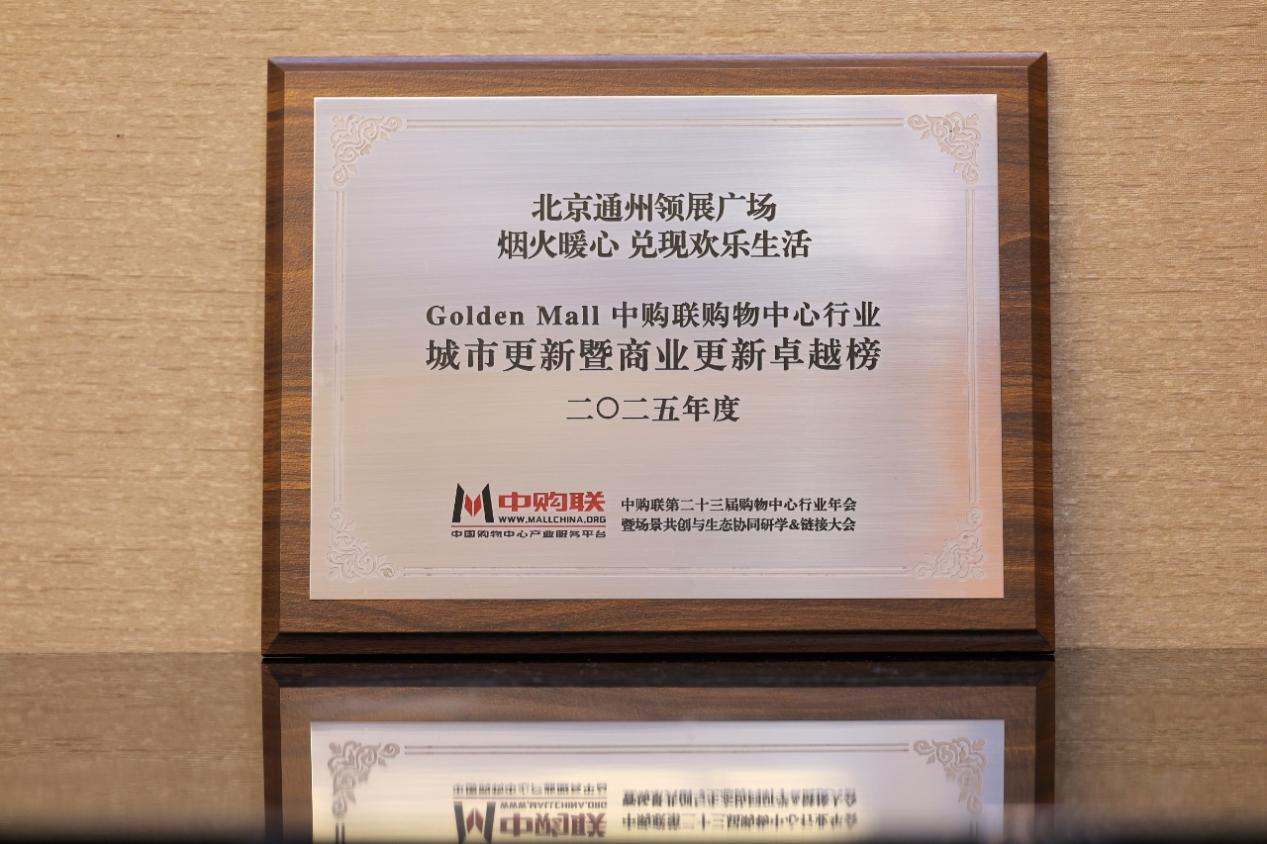 北京通州领展广场
烟火暖心 兑现欢乐生活
Golden Mall 中购联购物中心行业
城市更新暨商业更新卓越榜
二〇二五年度
中购联
WWW.MALLCHINA.ORG
中国购物中心产业服务平台
中购联第二十三届购物中心行业年会
暨场景共创与生态协同研学&链接大会